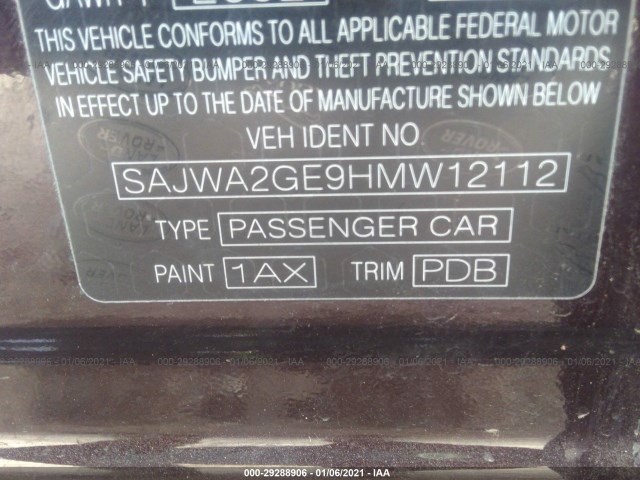 THIS VEHICLE CONFORMS TO ALL APPLICABLE FEDERAL MOTOR
VEHICLE SAFETY BUMPER AND THEFT PREVENTION STANDARDS
IN EFFECT UP TO THE DATE OF MANUFACTURE SHOWN BELOW
VEH IDENT NO
SAJWA2GE9HMW12112
TYPE PASSENGER CAR
PAINT 1AX TRIM PDB
000-29288906 - 01/06/2021 - IAA